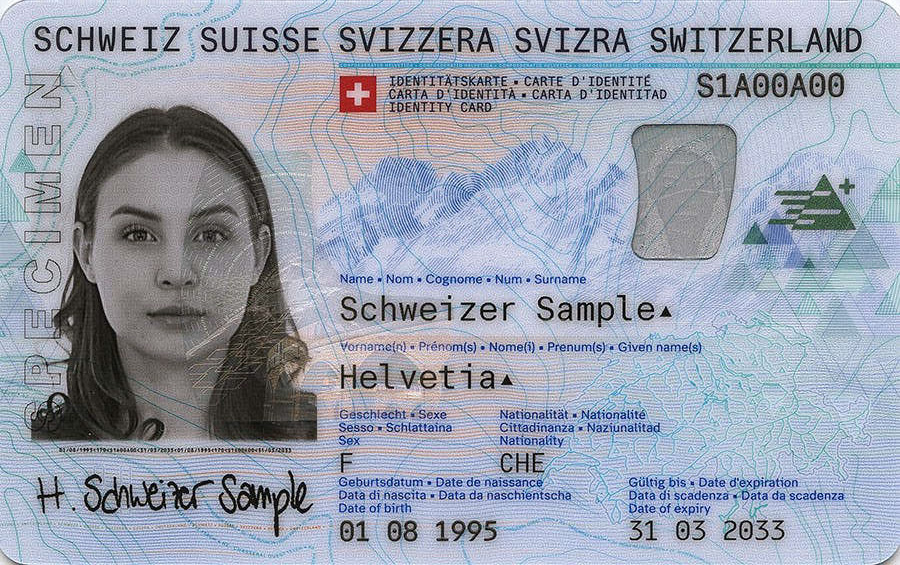 SCHWEIZ SUISSE SVIZZERA SVIZRA SWITZERLAND
IDENTITÄTSKARTE ▪ CARTE D'IDENTITÉ
CARTA D'IDENTITÀ ▪ CARTA D'IDENTITAD
IDENTITY CARD
S1A00A00
SPECIMEN
Name ▪ Nom ▪ Cognome ▪ Num ▪ Surname
Schweizer Sample▲
Vorname(n) ▪ Prénom(s) ▪ Nome(i) ▪ Prenum(s) ▪ Given name(s)
Helvetia▲
Geschlecht ▪ Sexe
Sesso ▪ Schlattaina
Sex
F
Nationalität ▪ Nationalité
Cittadinanza ▪ Naziunalitad
Nationality
CHE
Geburtsdatum ▪ Date de naissance
Data di nascita ▪ Data da naschientscha
Date of birth
01 08 1995
Gültig bis ▪ Date d'expiration
Data di scadenza ▪ Data da scadenza
Date of expiry
31 03 2033
H. Schweizer Sample